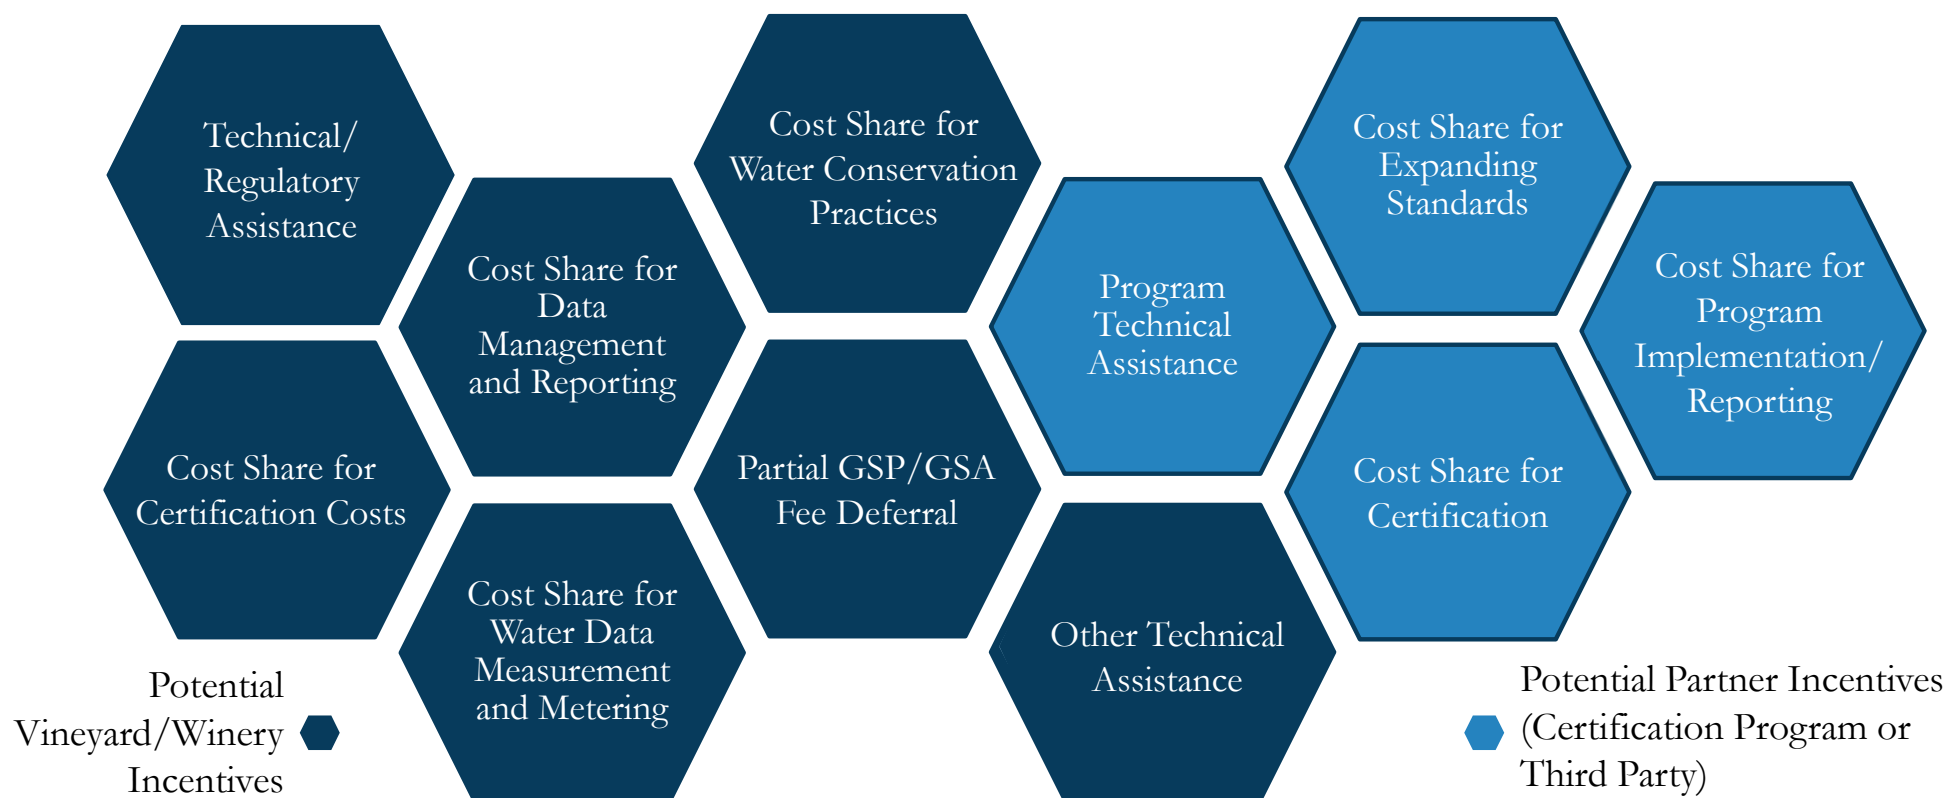 Technical/
Regulatory
Assistance
Cost Share for
Data
Management
and Reporting
Cost Share for
Water Conservation
Practices
Program
Technical
Assistance
Cost Share for
Expanding
Standards
Cost Share for
Program
Implementation/
Reporting
Cost Share for
Certification Costs
Cost Share for
Water Data
Measurement
and Metering
Partial GSP/GSA
Fee Deferral
Other Technical
Assistance
Cost Share for
Certification
Potential
Vineyard/Winery
Incentives
Potential Partner Incentives
(Certification Program or
Third Party)